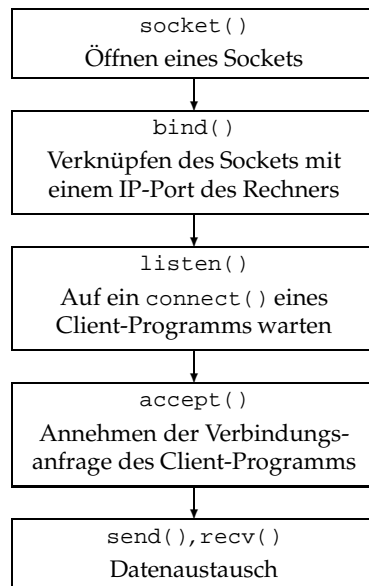 socket()
Öffnen eines Sockets
bind()
Verknüpfen des Sockets mit
einem IP-Port des Rechners
listen()
Auf ein connect() eines
Client-Programms warten
accept()
Annehmen der Verbindungs-
anfrage des Client-Programms
send(),recv()
Datenaustausch